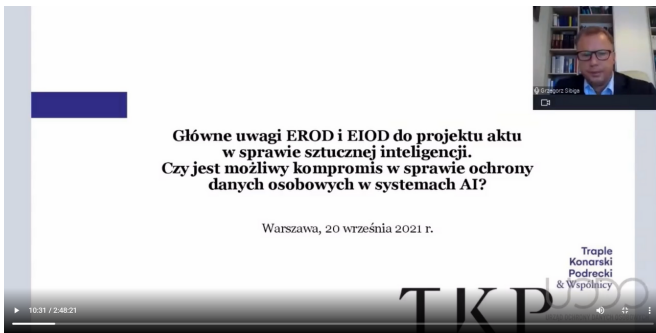 Grzegorz Sibiga
Główne uwagi EROD i EIOD do projektu aktu
w sprawie sztucznej inteligencji.
Czy jest możliwy kompromis w sprawie ochrony
danych osobowych w systemach AI?
Warszawa, 20 września 2021 r.
Traple
Konarski
Podrecki
& Wspólnicy
TKP
UODO
10:31 / 2:48:21